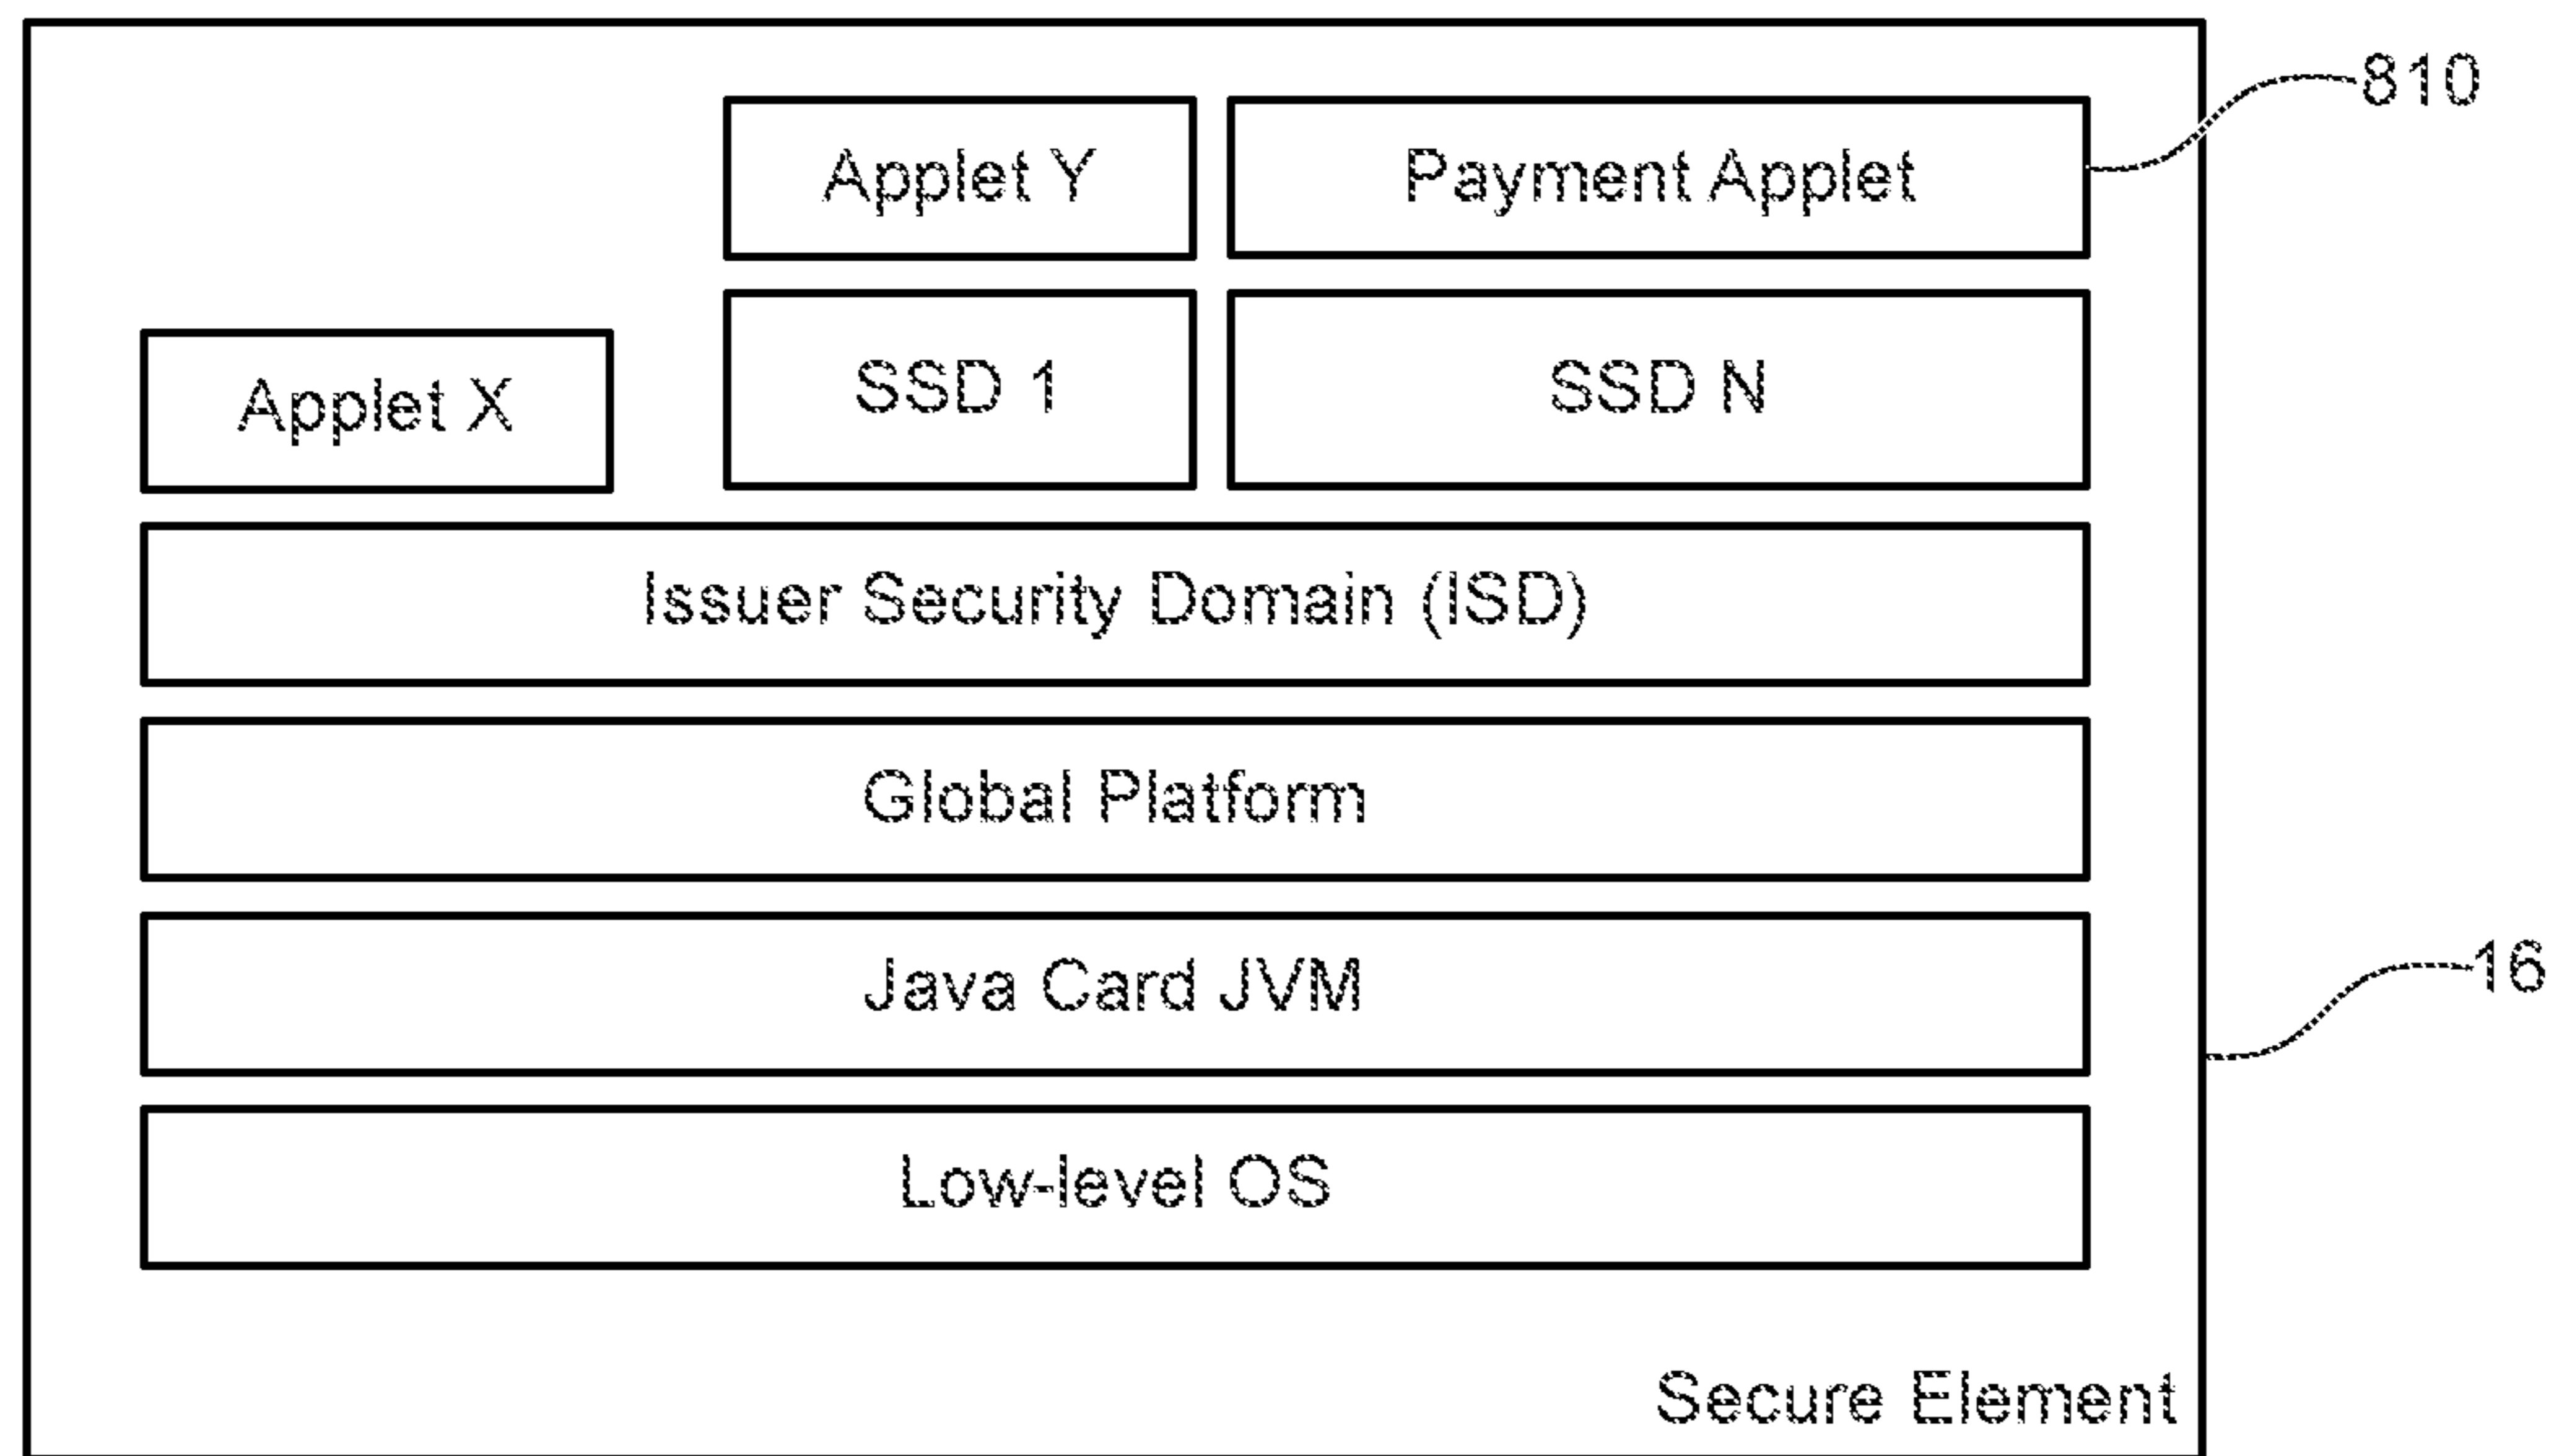 810
Applet Y
Payment Applet
SSD 1
SSD N
Applet X
Issuer Security Domain (ISD)
Global Platform
Java Card JVM
16
Low-level OS
Secure Element